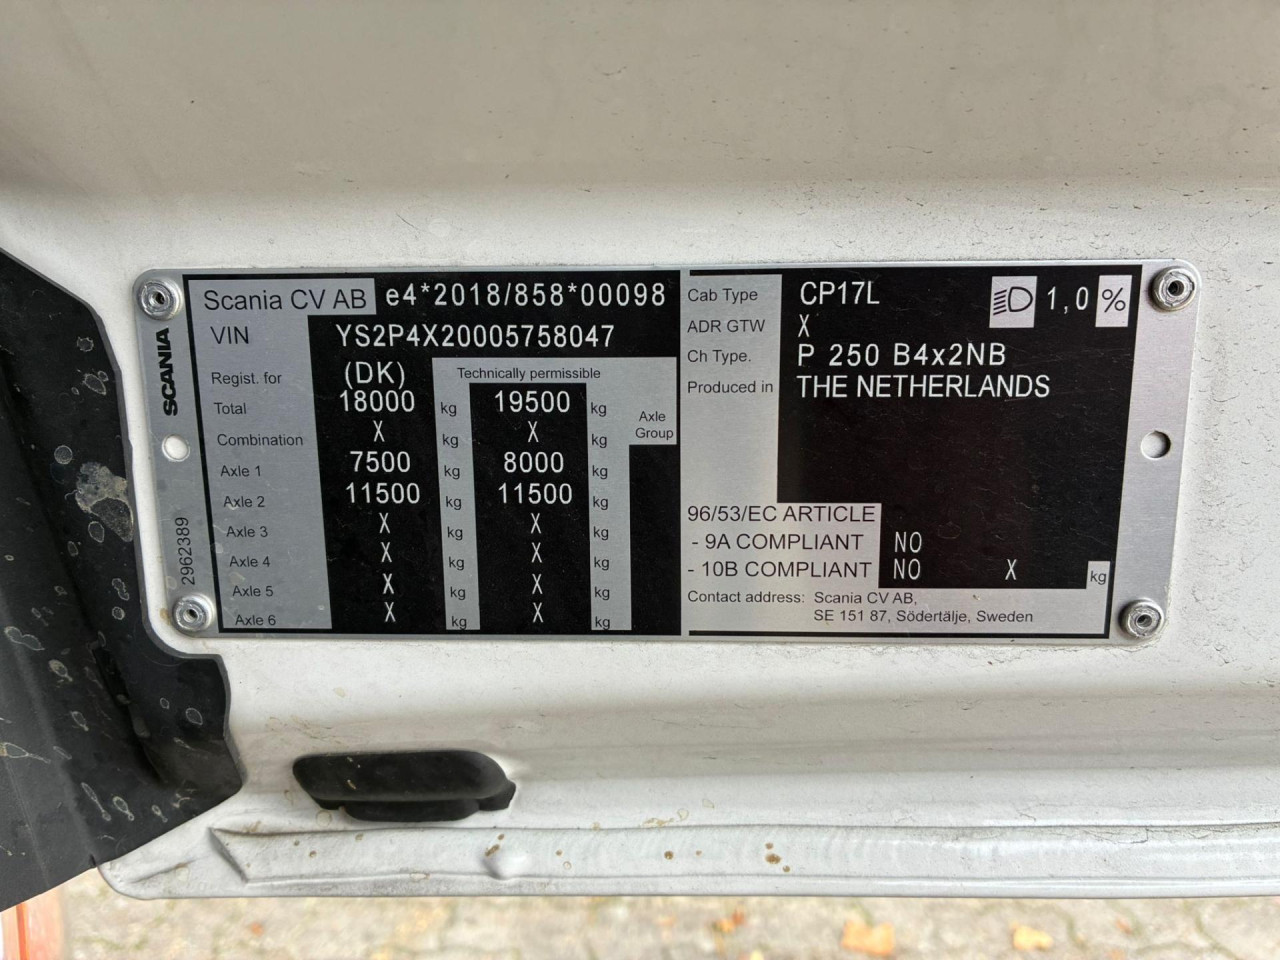 SCANIA
2962389
Scania CV AB e4*2018/858*00098
VIN YS2P4X20005758047
Regist. for (DK) Technically permissible
Total 18000 kg 19500 kg Axle Group
Combination X kg X kg
Axle 1 7500 kg 8000 kg
Axle 2 11500 kg 11500 kg
Axle 3 X kg X kg
Axle 4 X kg X kg
Axle 5 X kg X kg
Axle 6 X kg X kg
Cab Type CP17L 1,0 %
ADR GTW X
Ch Type. P 250 B4x2NB
Produced in THE NETHERLANDS
96/53/EC ARTICLE
- 9A COMPLIANT NO
- 10B COMPLIANT NO X kg
Contact address: Scania CV AB,
SE 151 87, Södertälje, Sweden